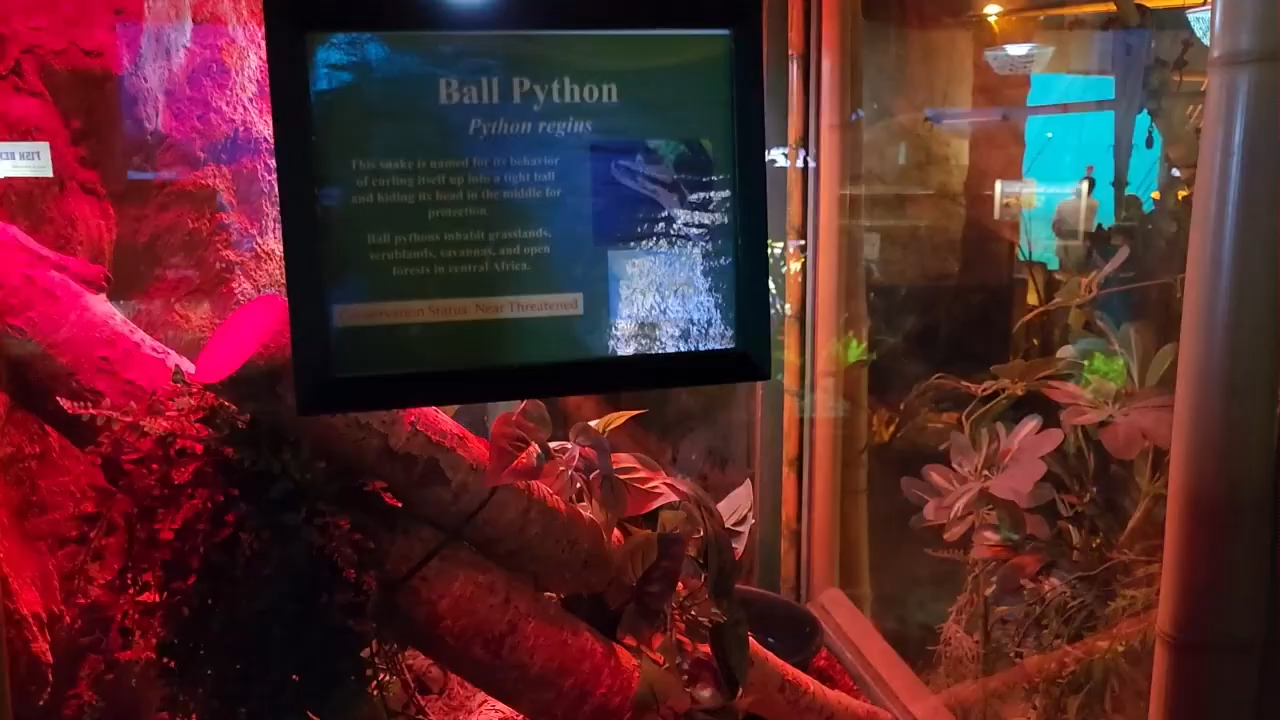 Ball Python
Python regius
This snake is named for its behavior
of curling itself up into a tight ball
and hiding its head in the middle for
protection.
Ball pythons inhabit grasslands,
scrublands, savannas, and open
forests in central Africa.
Conservation Status: Near Threatened
FISH